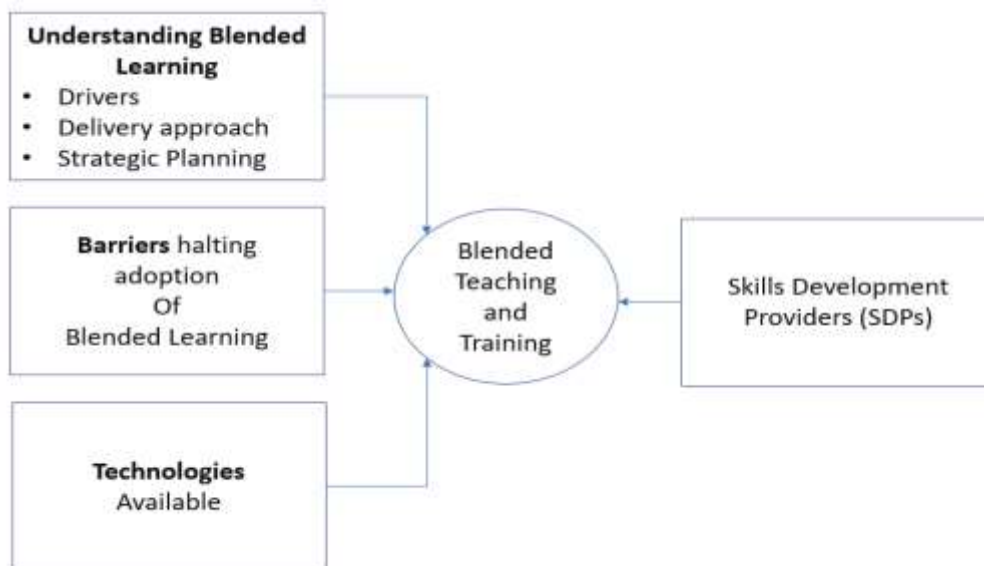 Understanding Blended
Learning
• Drivers
• Delivery approach
• Strategic Planning
Barriers halting
adoption
Of
Blended Learning
Technologies
Available
Blended
Teaching
and
Training
Skills Development
Providers (SDPs)